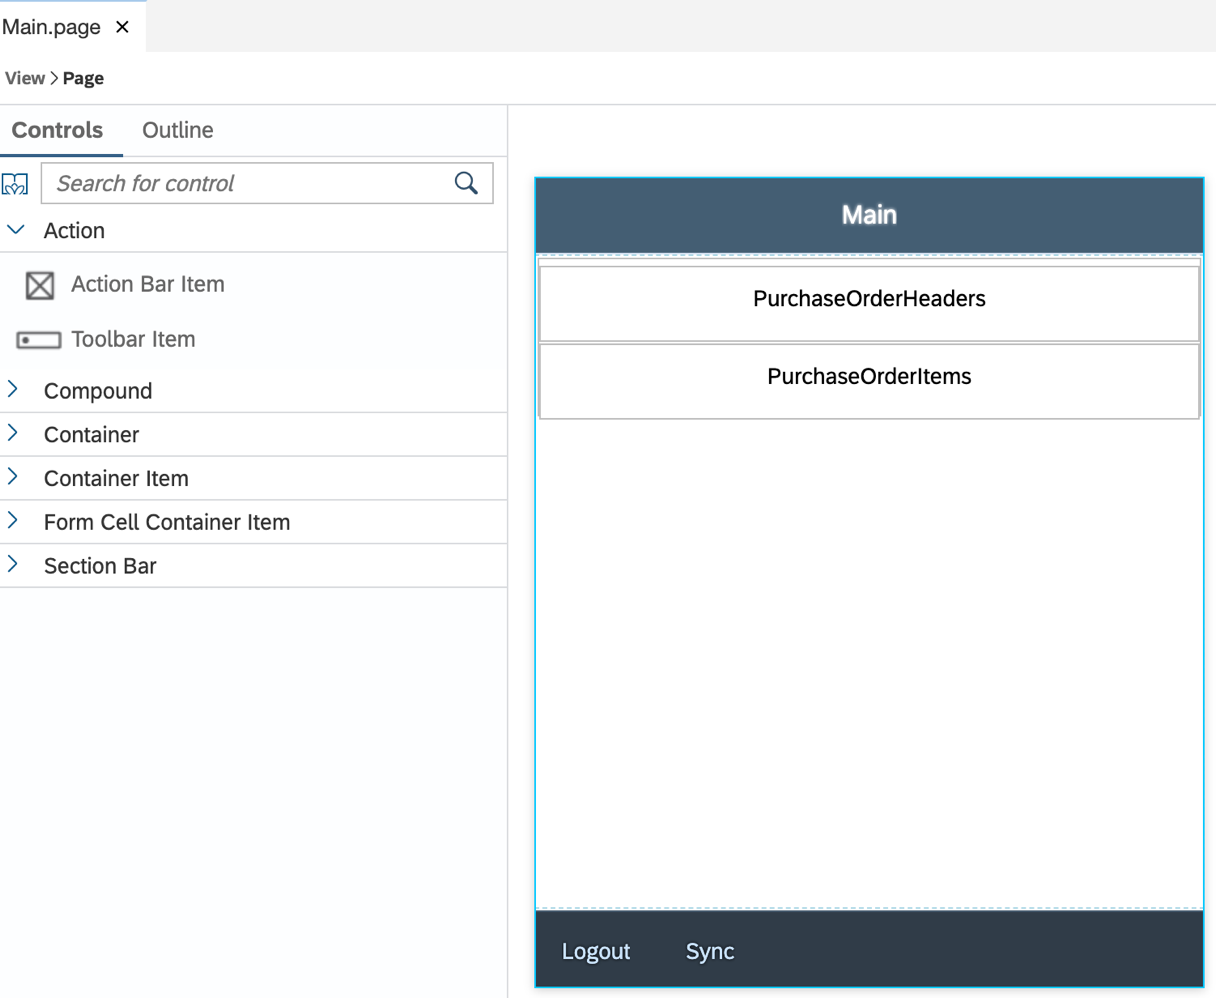 Main.page
View > Page
Controls Outline
Search for control
Action
Action Bar Item
Toolbar Item
Compound
Container
Container Item
Form Cell Container Item
Section Bar
Main
PurchaseOrderHeaders
PurchaseOrderItems
Logout Sync